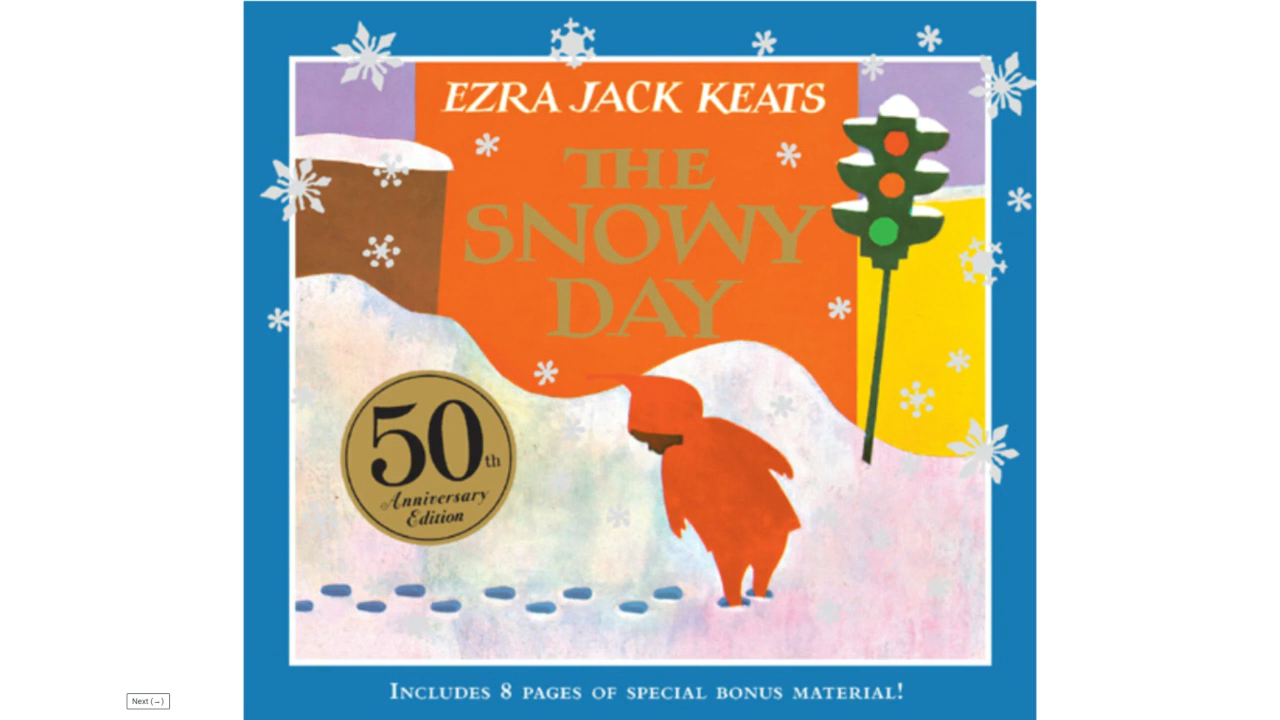 EZRA JACK KEATS
THE
SNOWY
DAY
50th
Anniversary
Edition
INCLUDES 8 PAGES OF SPECIAL BONUS MATERIAL!
Next (→)